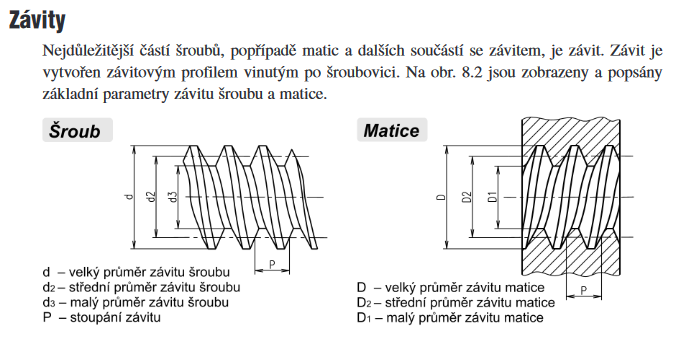 Závity
Nejdůležitější částí šroubů, popřípadě matic a dalších součástí se závitem, je závit. Závit je
vytvořen závitovým profilem vinutým po šroubovici. Na obr. 8.2 jsou zobrazeny a popsány
základní parametry závitu šroubu a matice.
Šroub
d
d2
d3
P
d – velký průměr závitu šroubu
d2 – střední průměr závitu šroubu
d3 – malý průměr závitu šroubu
P – stoupání závitu
Matice
D
D2
D1
P
D – velký průměr závitu matice
D2 – střední průměr závitu matice
D1 – malý průměr závitu matice